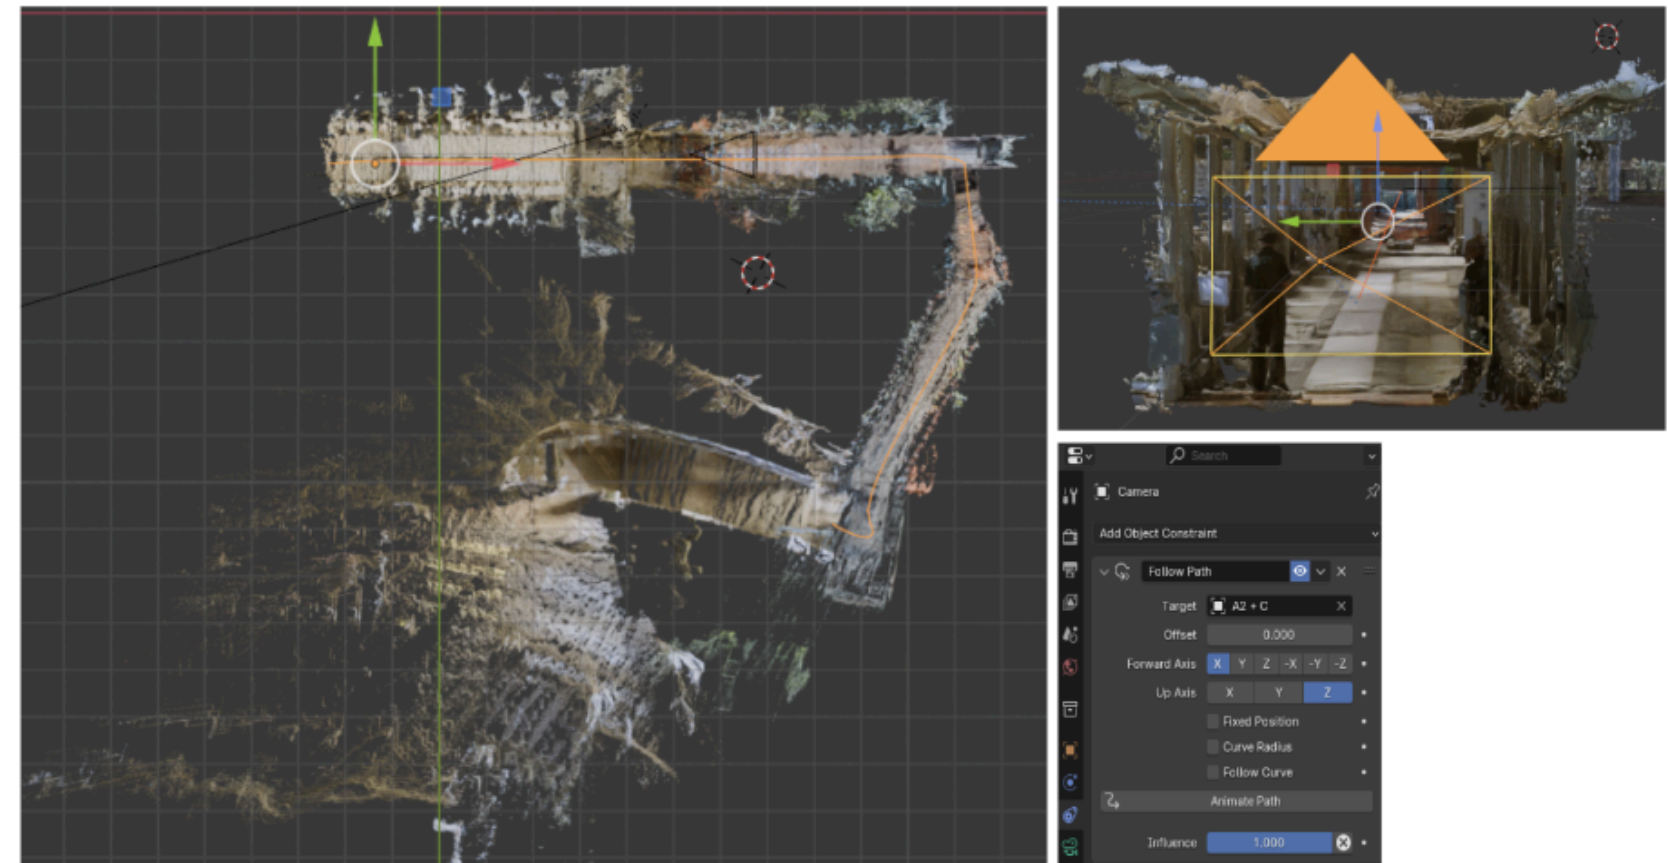 Search
Camera
Add Object Constraint
Follow Path
Target A2 + C
Offset 0.000
Forward Axis X Y Z -X -Y -Z
Up Axis X Y Z
Fixed Position
Curve Radius
Follow Curve
Animate Path
Influence 1.000